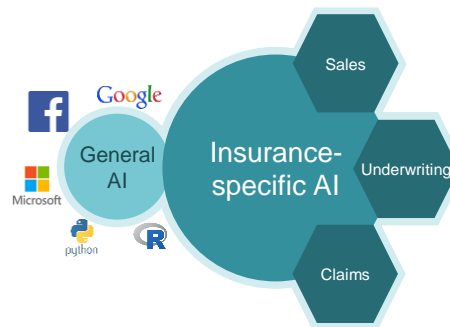 Google
f
Microsoft
python
R
General
AI
Insurance-
specific AI
Sales
Underwriting
Claims